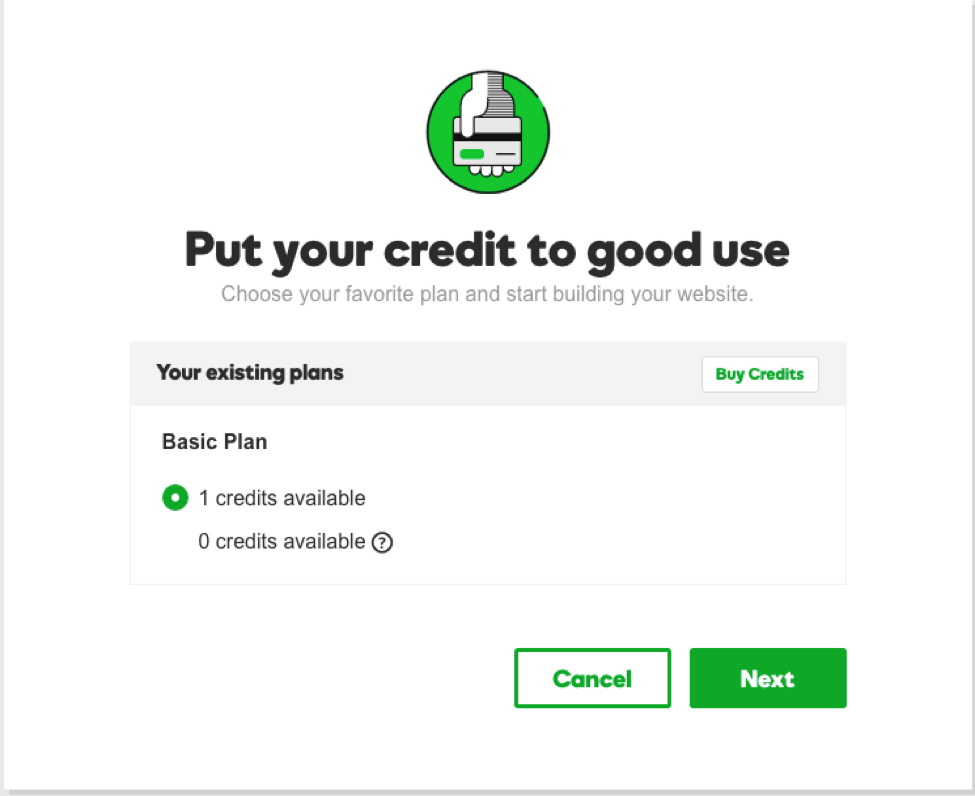 Put your credit to good use
Choose your favorite plan and start building your website.
Your existing plans
Buy Credits
Basic Plan
1 credits available
0 credits available ?
Cancel
Next